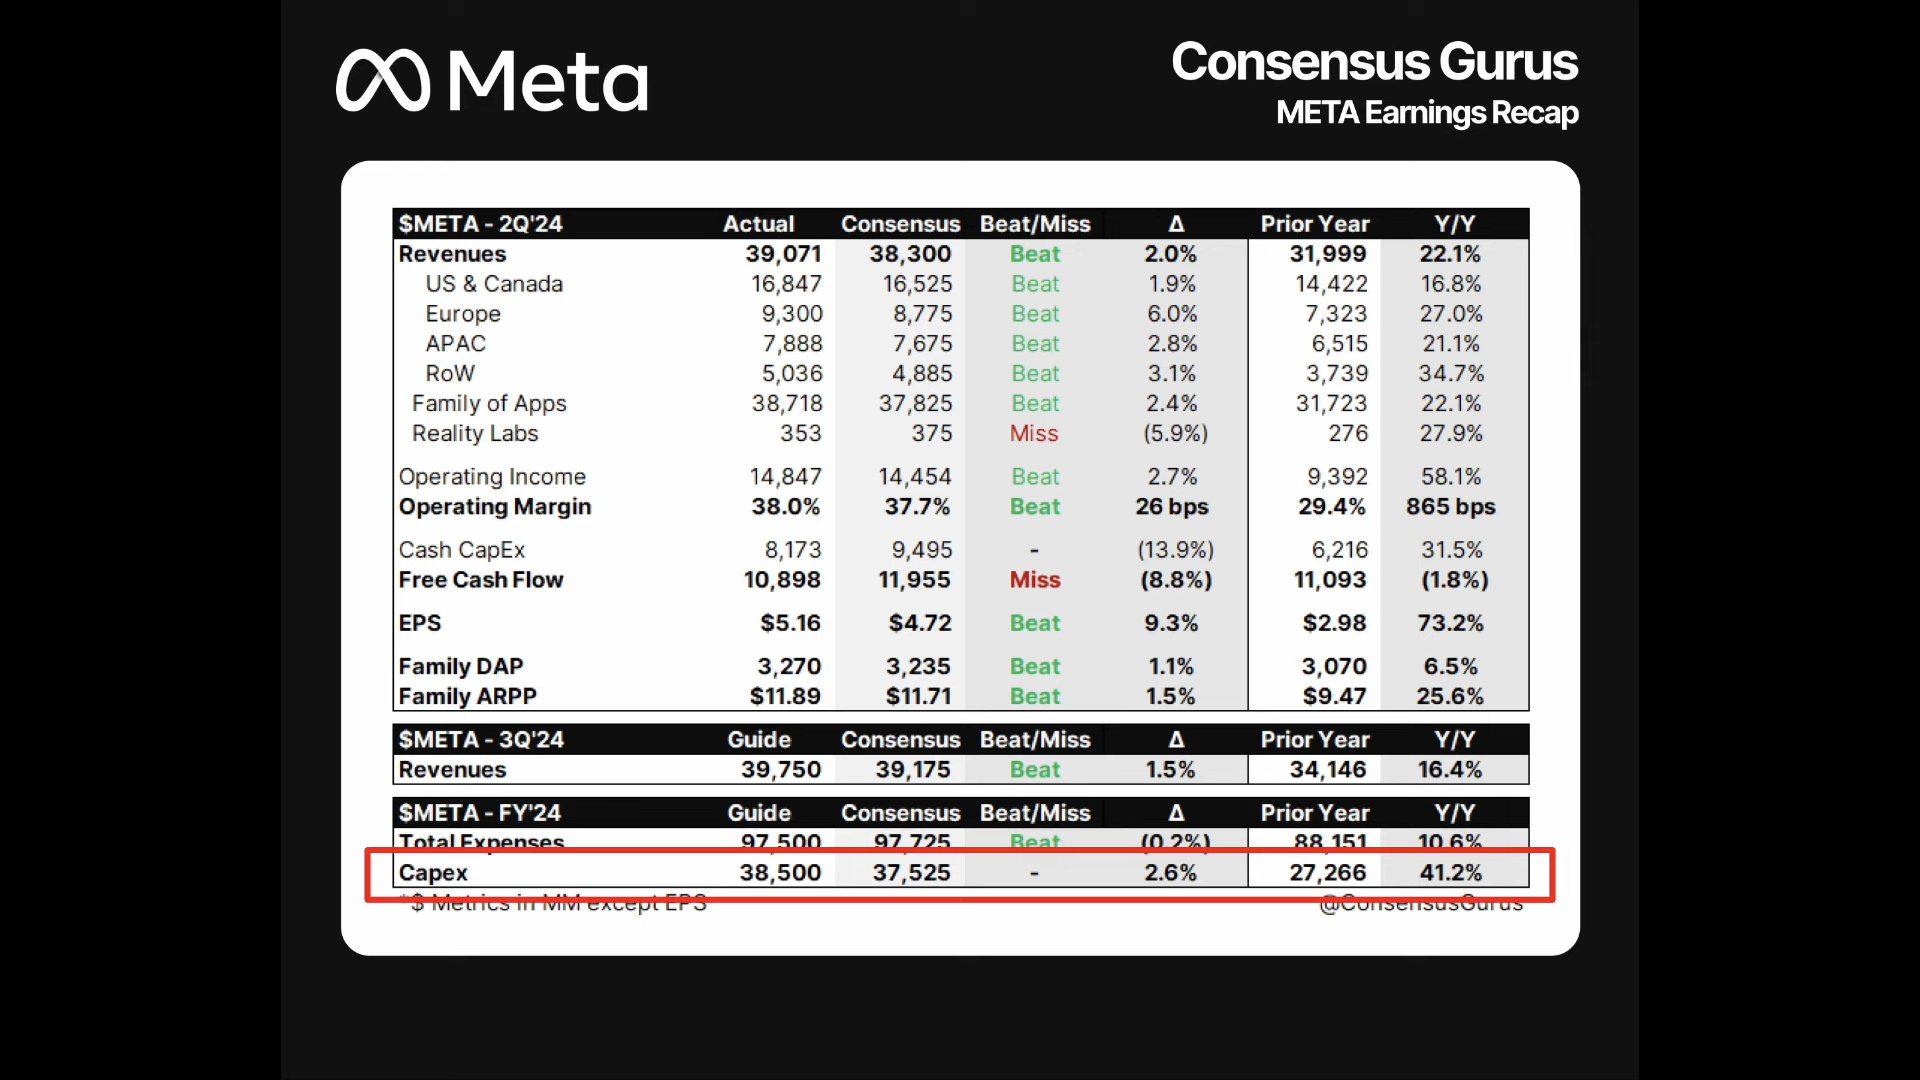 Meta
Consensus Gurus
META Earnings Recap
$META - 2Q'24 Actual Consensus Beat/Miss Δ Prior Year Y/Y
Revenues 39,071 38,300 Beat 2.0% 31,999 22.1%
US & Canada 16,847 16,525 Beat 1.9% 14,422 16.8%
Europe 9,300 8,775 Beat 6.0% 7,323 27.0%
APAC 7,888 7,675 Beat 2.8% 6,515 21.1%
RoW 5,036 4,885 Beat 3.1% 3,739 34.7%
Family of Apps 38,718 37,825 Beat 2.4% 31,723 22.1%
Reality Labs 353 375 Miss (5.9%) 276 27.9%
Operating Income 14,847 14,454 Beat 2.7% 9,392 58.1%
Operating Margin 38.0% 37.7% Beat 26 bps 29.4% 865 bps
Cash CapEx 8,173 9,495 - (13.9%) 6,216 31.5%
Free Cash Flow 10,898 11,955 Miss (8.8%) 11,093 (1.8%)
EPS $5.16 $4.72 Beat 9.3% $2.98 73.2%
Family DAP 3,270 3,235 Beat 1.1% 3,070 6.5%
Family ARPP $11.89 $11.71 Beat 1.5% $9.47 25.6%
$META - 3Q'24 Guide Consensus Beat/Miss Δ Prior Year Y/Y
Revenues 39,750 39,175 Beat 1.5% 34,146 16.4%
$META - FY'24 Guide Consensus Beat/Miss Δ Prior Year Y/Y
Total Expenses 97,500 97,725 Beat (0.2%) 88,151 10.6%
Capex 38,500 37,525 - 2.6% 27,266 41.2%
*$ Metrics in MM except EPS @ConsensusGurus